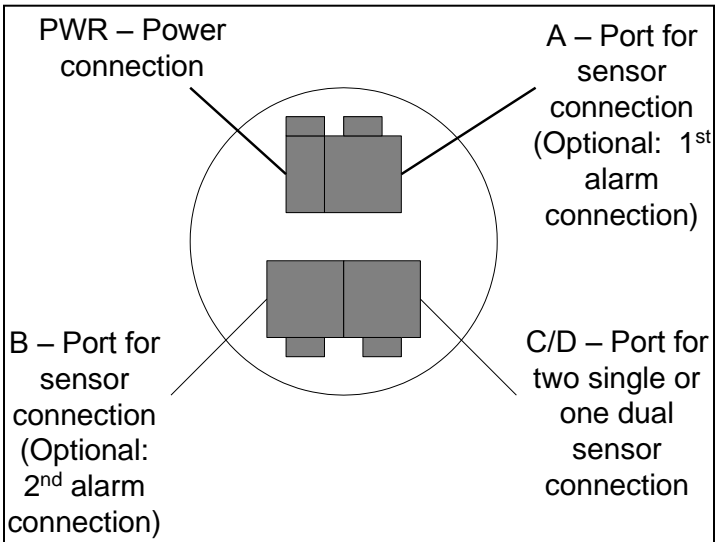 PWR – Power
connection
A – Port for
sensor
connection
(Optional: 1st
alarm
connection)
B – Port for
sensor
connection
(Optional:
2nd alarm
connection)
C/D – Port for
two single or
one dual
sensor
connection